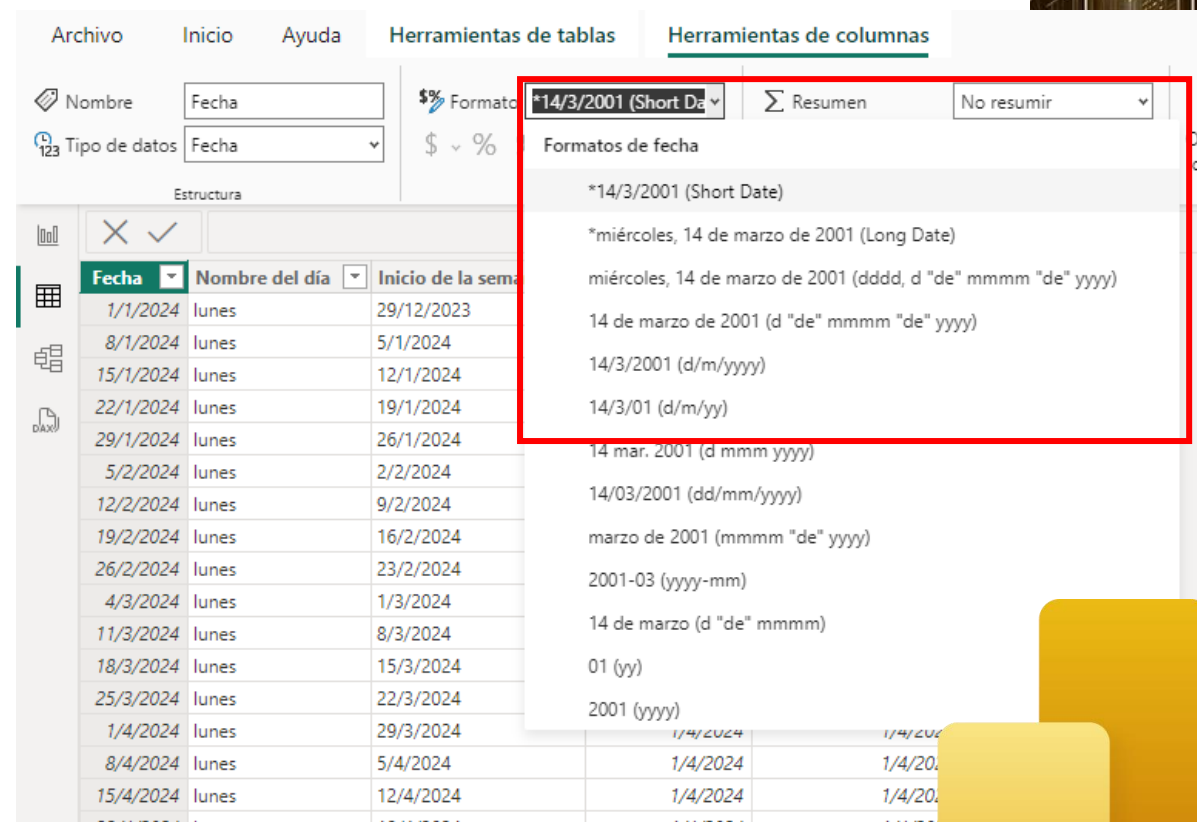 Archivo Inicio Ayuda Herramientas de tablas Herramientas de columnas
Nombre Fecha $% Formato *14/3/2001 (Short Da Resumen No resumir
123 Tipo de datos Fecha $ % Formatos de fecha
Estructura
*14/3/2001 (Short Date)
*miércoles, 14 de marzo de 2001 (Long Date)
miércoles, 14 de marzo de 2001 (dddd, d "de" mmmm "de" yyyy)
14 de marzo de 2001 (d "de" mmmm "de" yyyy)
14/3/2001 (d/m/yyyy)
14/3/01 (d/m/yy)
14 mar. 2001 (d mmm yyyy)
14/03/2001 (dd/mm/yyyy)
marzo de 2001 (mmmm "de" yyyy)
2001-03 (yyyy-mm)
14 de marzo (d "de" mmmm)
01 (yy)
2001 (yyyy)
DAX
Fecha Nombre del día Inicio de la sema
1/1/2024 lunes 29/12/2023
8/1/2024 lunes 5/1/2024
15/1/2024 lunes 12/1/2024
22/1/2024 lunes 19/1/2024
29/1/2024 lunes 26/1/2024
5/2/2024 lunes 2/2/2024
12/2/2024 lunes 9/2/2024
19/2/2024 lunes 16/2/2024
26/2/2024 lunes 23/2/2024
4/3/2024 lunes 1/3/2024
11/3/2024 lunes 8/3/2024
18/3/2024 lunes 15/3/2024
25/3/2024 lunes 22/3/2024
1/4/2024 lunes 29/3/2024 1/4/2024 1/4/202
8/4/2024 lunes 5/4/2024 1/4/2024 1/4/20
15/4/2024 lunes 12/4/2024 1/4/2024 1/4/20